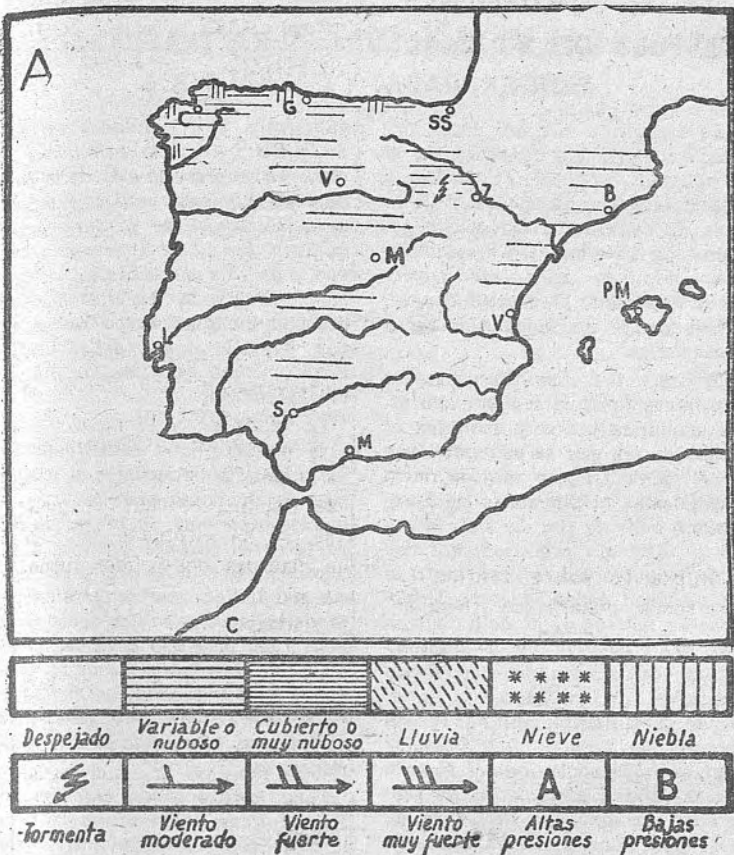 A
G
SS
V
Z
B
M
PM
V
S
M
C
Despejado
Variable o nuboso
Cubierto o muy nuboso
Lluvia
Nieve
Niebla
A
B
Tormenta
Viento moderado
Viento fuerte
Viento muy fuerte
Altas presiones
Bajas presiones